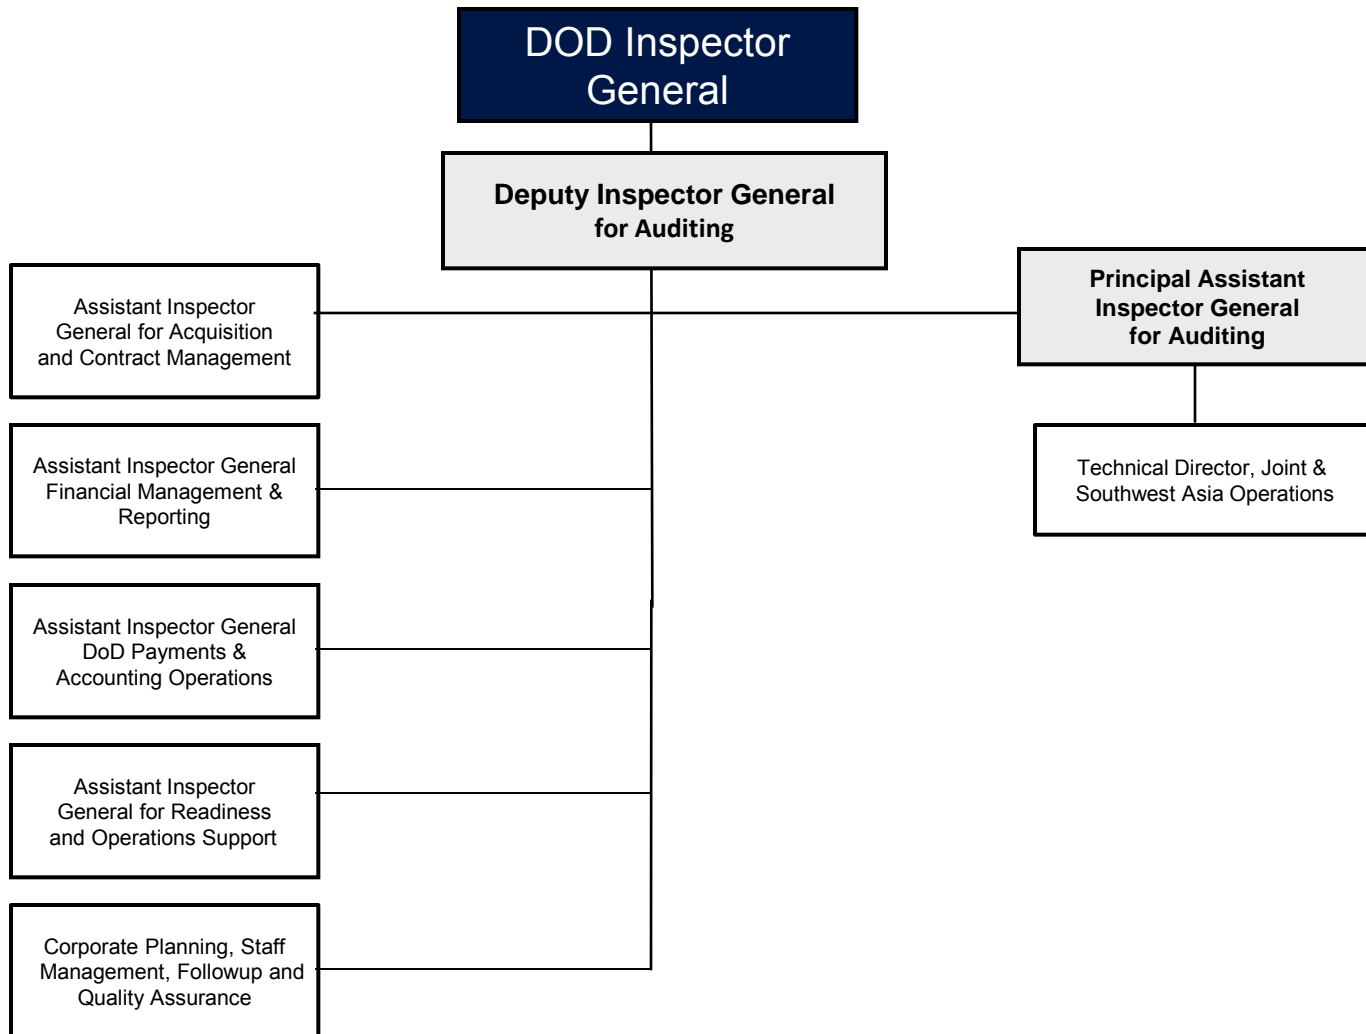 DOD Inspector
General
Deputy Inspector General
for Auditing
Principal Assistant
Inspector General
for Auditing
Technical Director, Joint &
Southwest Asia Operations
Assistant Inspector
General for Acquisition
and Contract Management
Assistant Inspector General
Financial Management &
Reporting
Assistant Inspector General
DoD Payments &
Accounting Operations
Assistant Inspector
General for Readiness
and Operations Support
Corporate Planning, Staff
Management, Followup and
Quality Assurance